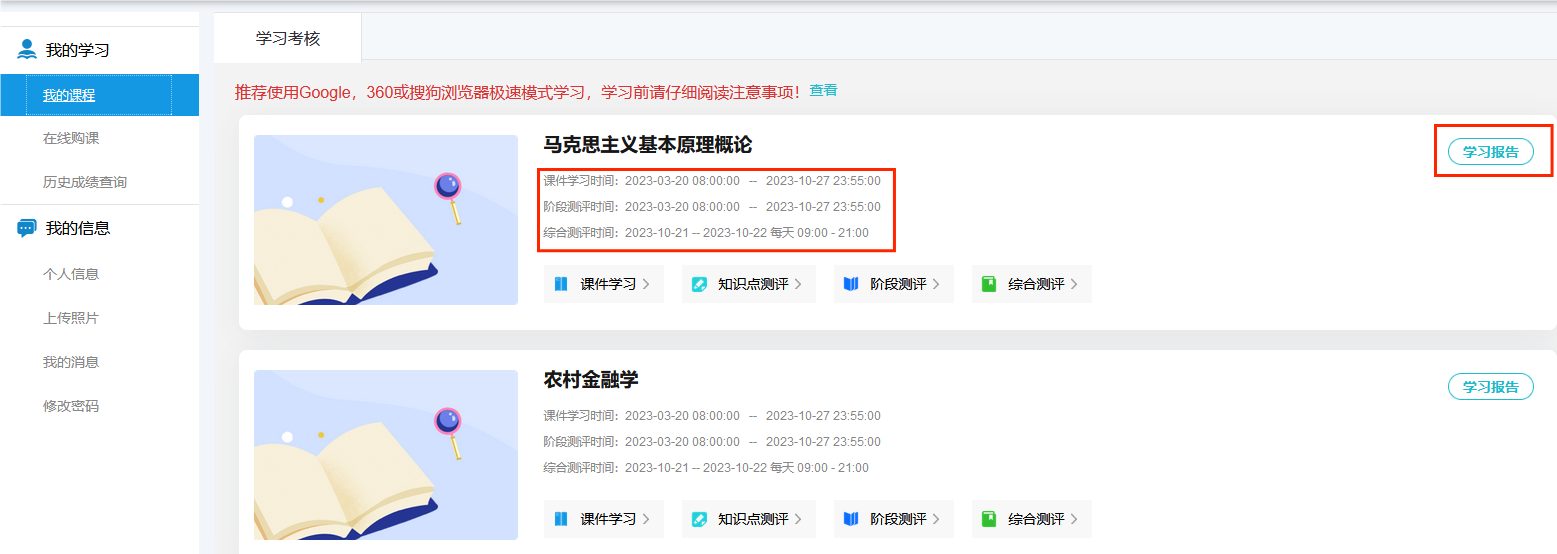 学习考核
我的学习
我的课程
在线购课
历史成绩查询
我的信息
个人信息
上传照片
我的消息
修改密码
推荐使用Google，360或搜狗浏览器极速模式学习，学习前请仔细阅读注意事项！ 查看
马克思主义基本原理概论
学习报告
课件学习时间：2023-03-20 08:00:00 -- 2023-10-27 23:55:00
阶段测评时间：2023-03-20 08:00:00 -- 2023-10-27 23:55:00
综合测评时间：2023-10-21 -- 2023-10-22 每天 09:00 - 21:00
课件学习 知识点测评 阶段测评 综合测评
农村金融学
学习报告
课件学习时间：2023-03-20 08:00:00 -- 2023-10-27 23:55:00
阶段测评时间：2023-03-20 08:00:00 -- 2023-10-27 23:55:00
综合测评时间：2023-10-21 -- 2023-10-22 每天 09:00 - 21:00
课件学习 知识点测评 阶段测评 综合测评